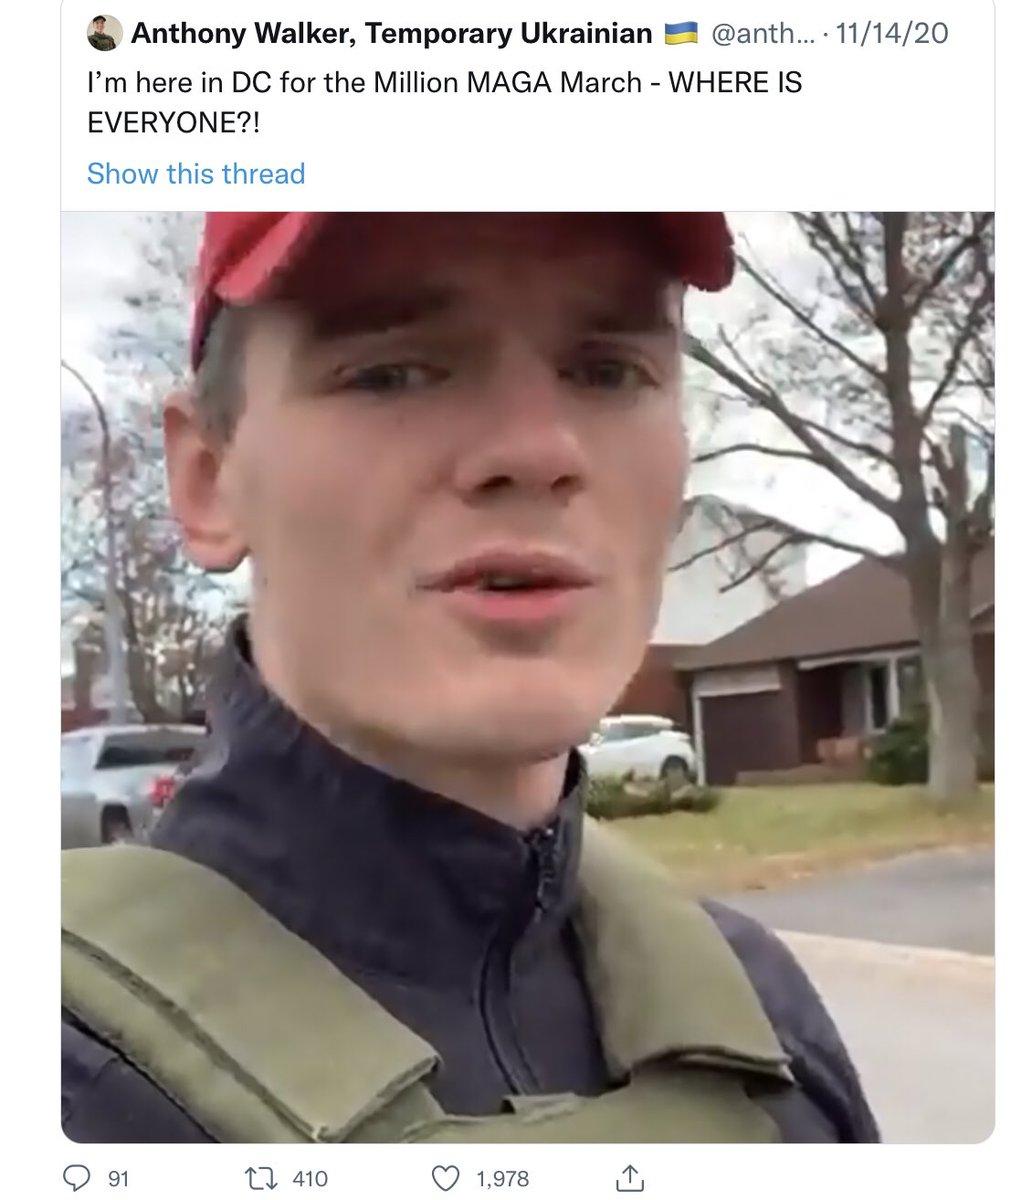 Anthony Walker, Temporary Ukrainian 🇺🇦 @anth... · 11/14/20
I'm here in DC for the Million MAGA March - WHERE IS
EVERYONE?!
Show this thread
91 410 1,978